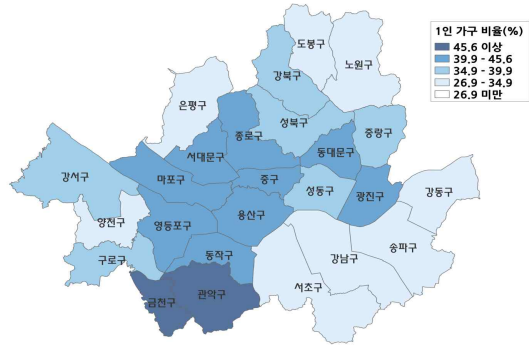 1인 가구 비율(%)
45.6 이상
39.9 - 45.6
34.9 - 39.9
26.9 - 34.9
26.9 미만
도봉구
노원구
강북구
은평구
성북구
종로구
중랑구
서대문구
동대문구
강서구
마포구
중구
성동구
광진구
강동구
양천구
영등포구
용산구
송파구
구로구
동작구
강남구
서초구
금천구
관악구